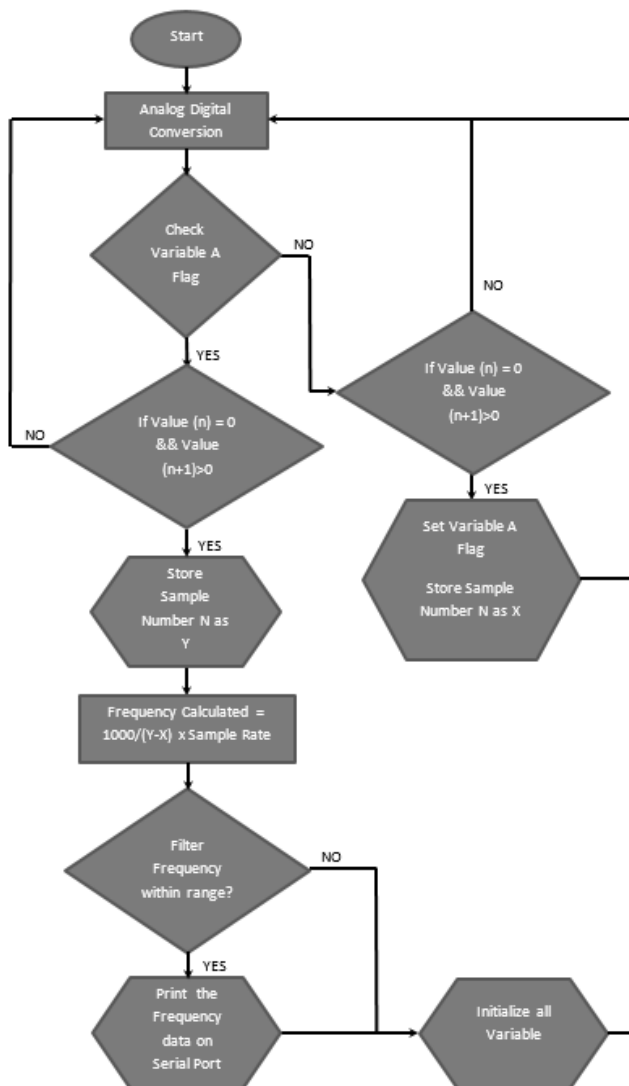 Start
Analog Digital
Conversion
Check
Variable A
Flag
NO
YES
If Value (n) = 0
&& Value
(n+1)>0
NO
YES
If Value (n) = 0
&& Value
(n+1)>0
NO
YES
Set Variable A
Flag
Store Sample
Number N as X
Store
Sample
Number N as
Y
Frequency Calculated =
1000/(Y-X) x Sample Rate
Filter
Frequency
within range?
NO
YES
Print the
Frequency
data on
Serial Port
Initialize all
Variable